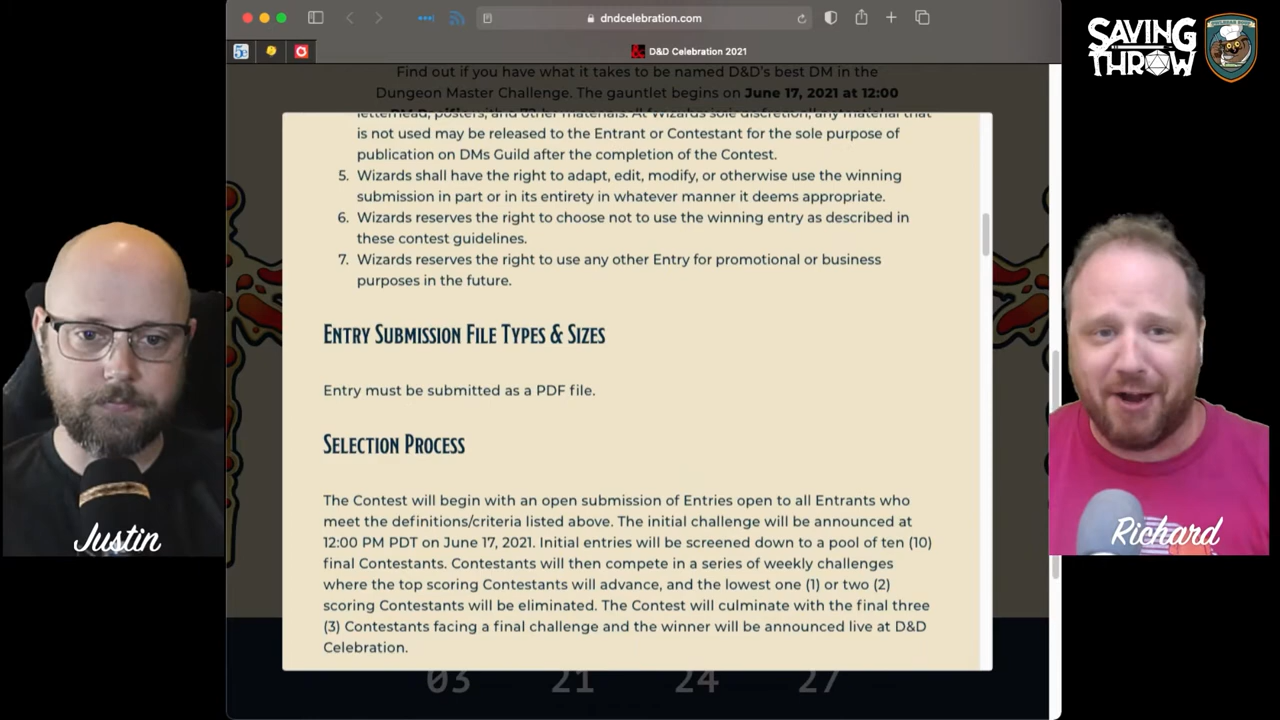 dndcelebration.com
D&D Celebration 2021
SAVING
THROW
Find out if you have what it takes to be named D&D's best DM in the
Dungeon Master Challenge. The gauntlet begins on June 17, 2021 at 12:00
letterhead, posters, and other materials. At Wizards sole discretion, any material that
is not used may be released to the Entrant or Contestant for the sole purpose of
publication on DMs Guild after the completion of the Contest.
5. Wizards shall have the right to adapt, edit, modify, or otherwise use the winning
submission in part or in its entirety in whatever manner it deems appropriate.
6. Wizards reserves the right to choose not to use the winning entry as described in
these contest guidelines.
7. Wizards reserves the right to use any other Entry for promotional or business
purposes in the future.
Entry Submission File Types & Sizes
Entry must be submitted as a PDF file.
Selection Process
The Contest will begin with an open submission of Entries open to all Entrants who
meet the definitions/criteria listed above. The initial challenge will be announced at
12:00 PM PDT on June 17, 2021. Initial entries will be screened down to a pool of ten (10)
final Contestants. Contestants will then compete in a series of weekly challenges
where the top scoring Contestants will advance, and the lowest one (1) or two (2)
scoring Contestants will be eliminated. The Contest will culminate with the final three
(3) Contestants facing a final challenge and the winner will be announced live at D&D
Celebration.
03 21 24 27
Justin
Richard